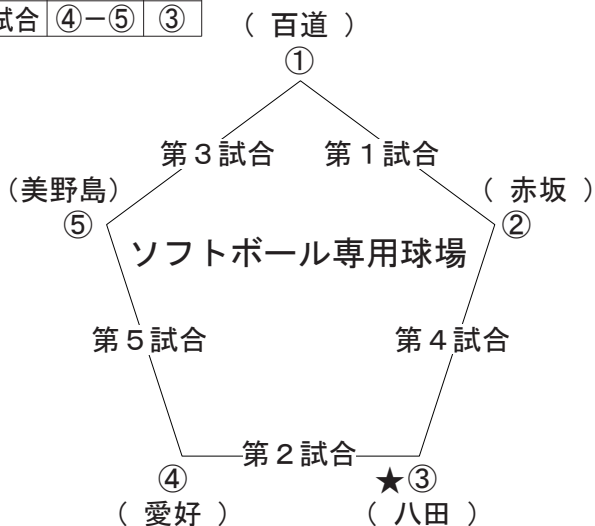 試合 ④－⑤ ③
（ 百道 ）
①
第３試合 第１試合
（美野島）
⑤
（ 赤坂 ）
②
ソフトボール専用球場
第５試合 第４試合
第２試合
④
（ 愛好 ）
★③
（ 八田 ）